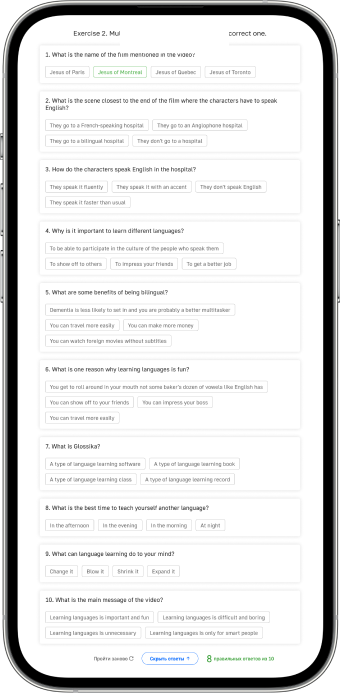 Exercise 2. Mul correct one.
1. What is the name of the film mentioned in the video?
Jesus of Paris Jesus of Montreal Jesus of Quebec Jesus of Toronto
2. What is the scene closest to the end of the film where the characters have to speak
English?
They go to a French-speaking hospital They go to an Anglophone hospital
They go to a bilingual hospital They don't go to a hospital
3. How do the characters speak English in the hospital?
They speak it fluently They speak it with an accent They don't speak English
They speak it faster than usual
4. Why is it important to learn different languages?
To be able to participate in the culture of the people who speak them
To show off to others To impress your friends To get a better job
5. What are some benefits of being bilingual?
Dementia is less likely to set in and you are probably a better multitasker
You can travel more easily You can make more money
You can watch foreign movies without subtitles
6. What is one reason why learning languages is fun?
You get to roll around in your mouth not some baker's dozen of vowels like English has
You can show off to your friends You can impress your boss
You can travel more easily
7. What is Glossika?
A type of language learning software A type of language learning book
A type of language learning class A type of language learning record
8. What is the best time to teach yourself another language?
In the afternoon In the evening In the morning At night
9. What can language learning do to your mind?
Change it Blow it Shrink it Expand it
10. What is the main message of the video?
Learning languages is important and fun Learning languages is difficult and boring
Learning languages is unnecessary Learning languages is only for smart people
Пройти заново Скрыть ответы 8 правильных ответов из 10